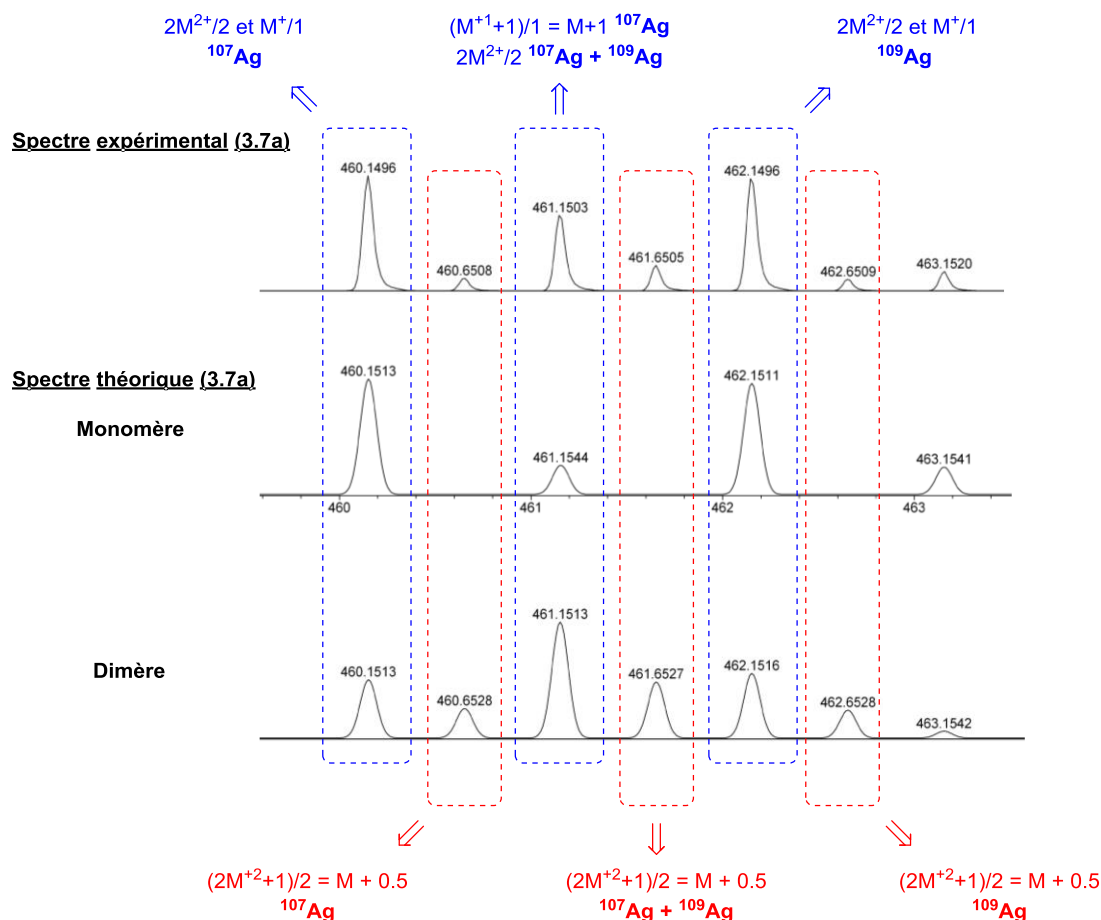 2M²⁺/2 et M⁺/1
¹⁰⁷Ag
(M⁺¹+1)/1 = M+1 ¹⁰⁷Ag
2M²⁺/2 ¹⁰⁷Ag + ¹⁰⁹Ag
2M²⁺/2 et M⁺/1
¹⁰⁹Ag
Spectre expérimental (3.7a)
460.1496
460.6508
461.1503
461.6505
462.1496
462.6509
463.1520
Spectre théorique (3.7a)
Monomère
460.1513
461.1544
462.1511
463.1541
460
461
462
463
Dimère
460.1513
460.6528
461.1513
461.6527
462.1516
462.6528
463.1542
(2M⁺²+1)/2 = M + 0.5
¹⁰⁷Ag
(2M⁺²+1)/2 = M + 0.5
¹⁰⁷Ag + ¹⁰⁹Ag
(2M⁺²+1)/2 = M + 0.5
¹⁰⁹Ag